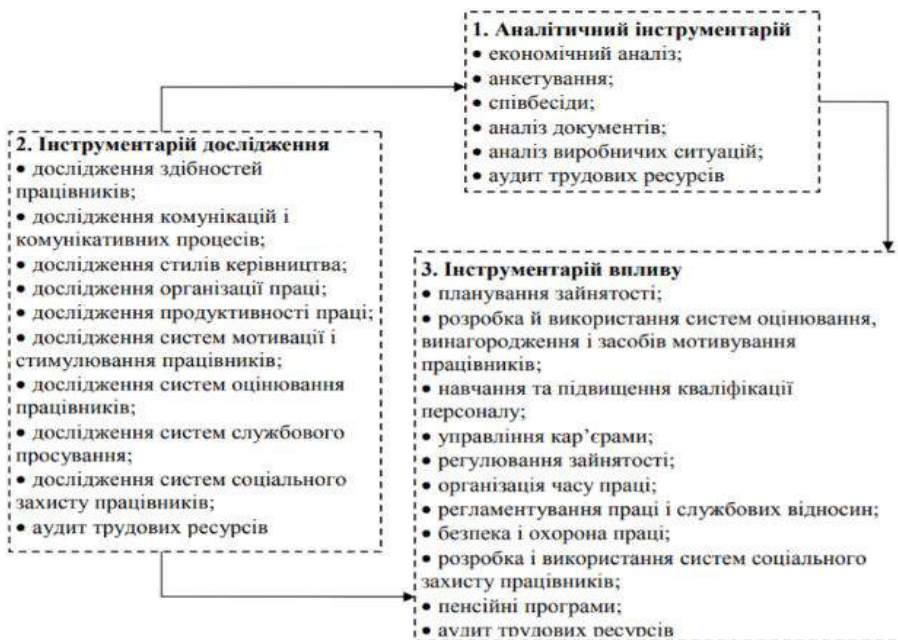 1. Аналітичний інструментарій
• економічний аналіз;
• анкетування;
• співбесіди;
• аналіз документів;
• аналіз виробничих ситуацій;
• аудит трудових ресурсів
2. Інструментарій дослідження
• дослідження здібностей
працівників;
• дослідження комунікацій і
комунікативних процесів;
• дослідження стилів керівництва;
• дослідження організації праці;
• дослідження продуктивності праці;
• дослідження систем мотивації і
стимулювання працівників;
• дослідження систем оцінювання
працівників;
• дослідження систем службового
просування;
• дослідження систем соціального
захисту працівників;
• аудит трудових ресурсів
3. Інструментарій впливу
• планування зайнятості;
• розробка й використання систем оцінювання,
винагородження і засобів мотивування
працівників;
• навчання та підвищення кваліфікації
персоналу;
• управління кар’єрами;
• регулювання зайнятості;
• організація часу праці;
• регламентування праці і службових відносин;
• безпека і охорона праці;
• розробка і використання систем соціального
захисту працівників;
• пенсійні програми;
• аудит трудових ресурсів